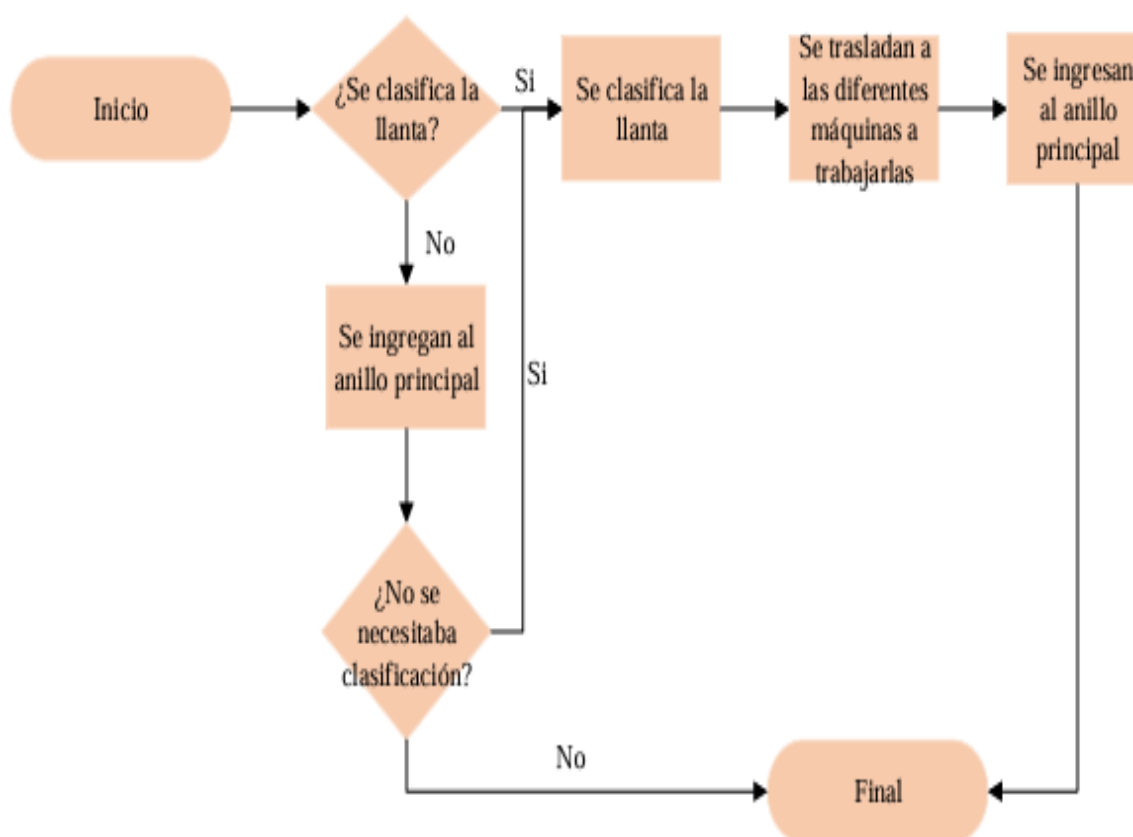 Inicio
¿Se clasifica la
llanta?
Si
Se clasifica la
llanta
Se trasladan a
las diferentes
máquinas a
trabajarlas
Se ingresan
al anillo
principal
No
Se ingregan al
anillo principal
Si
¿No se
necesitaba
clasificación?
No
Final